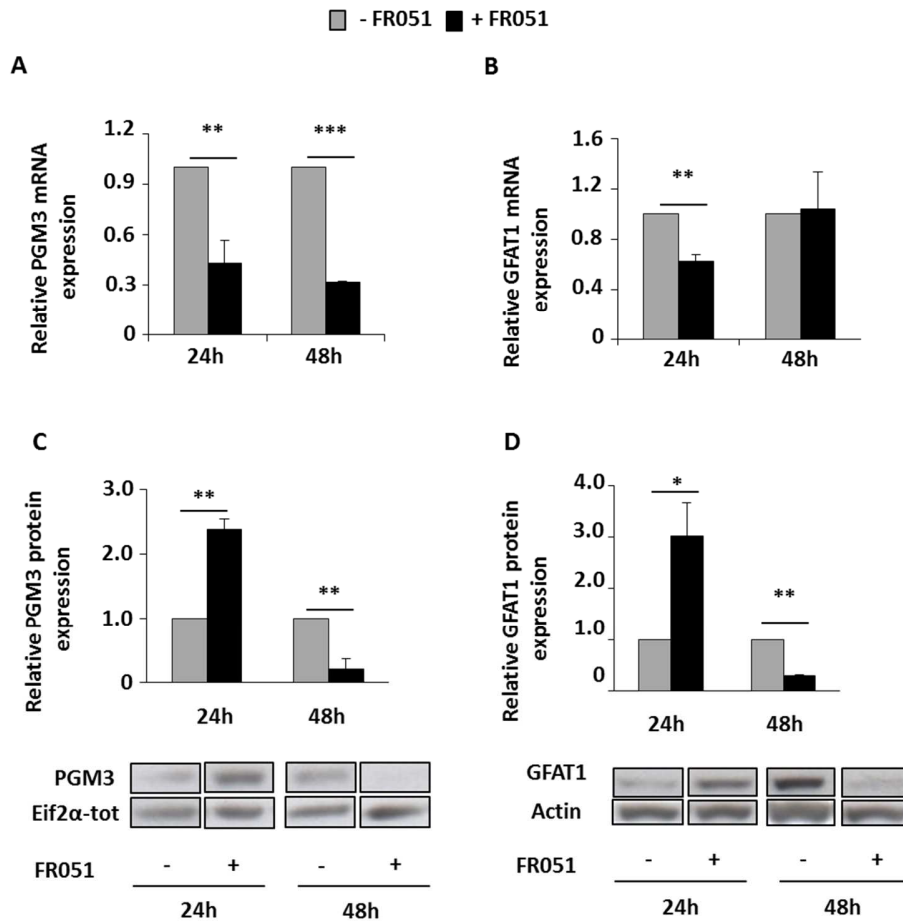 - FR051 + FR051
A
B
Relative PGM3 mRNA
expression
1.2
0.9
0.6
0.3
0
**
***
24h
48h
Relative GFAT1 mRNA
expression
1.6
1.2
0.8
0.4
0
**
24h
48h
C
D
Relative PGM3 protein
expression
3.0
2.0
1.0
0
**
**
24h
48h
Relative GFAT1 protein
expression
4.0
3.0
2.0
1.0
0
*
**
24h
48h
PGM3
Eif2α-tot
FR051 - + - +
24h 48h
GFAT1
Actin
FR051 - + - +
24h 48h